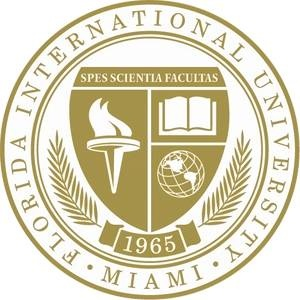 FLORIDA INTERNATIONAL UNIVERSITY
SPES SCIENTIA FACULTAS
1965
MIAMI